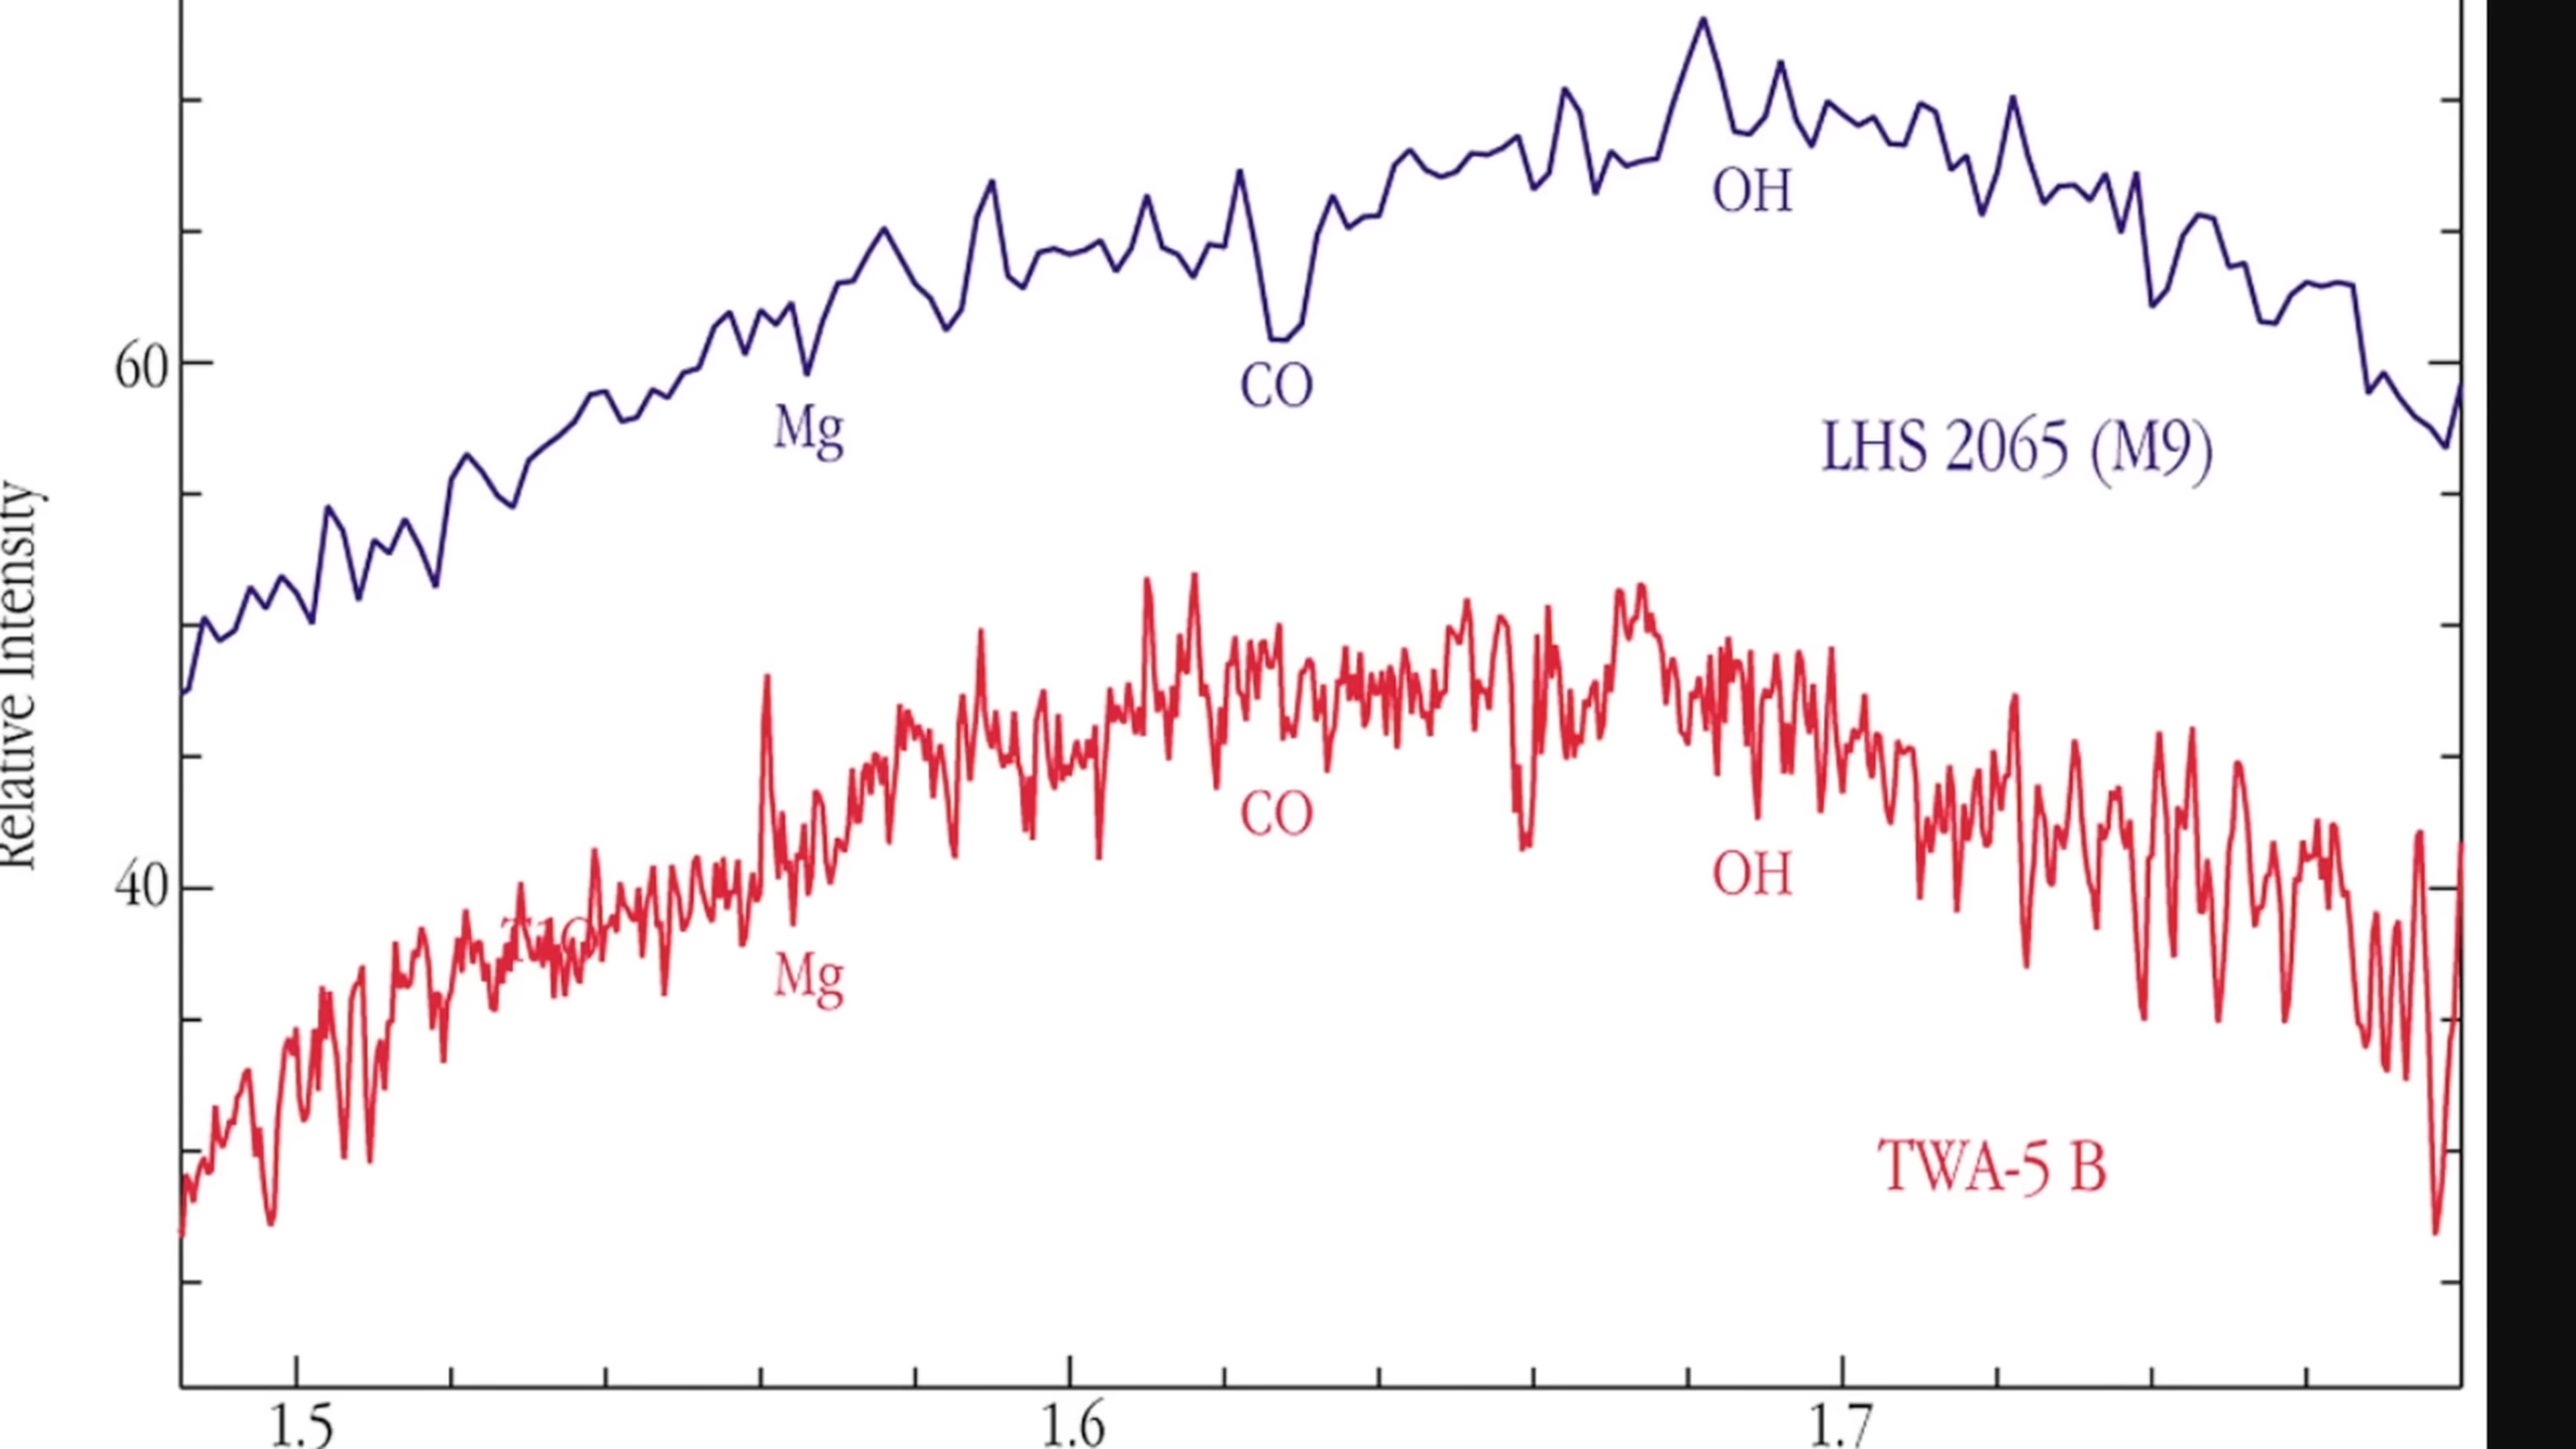 OH
60
CO
Mg
LHS 2065 (M9)
Relative Intensity
CO
OH
40
Mg
TWA-5 B
1.5
1.6
1.7